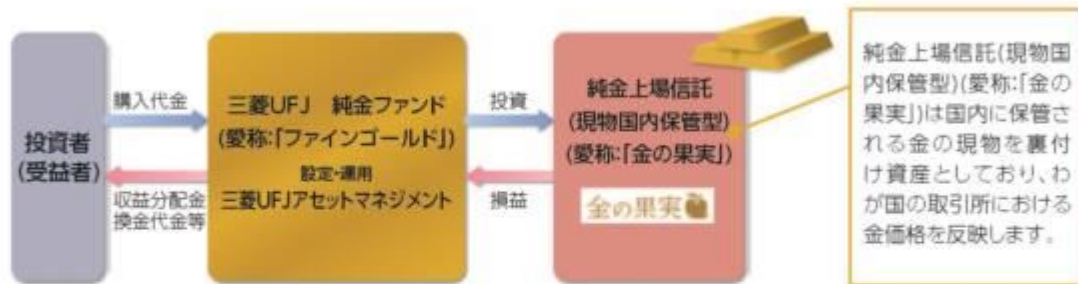 投資者
(受益者)
購入代金
収益分配金
換金代金等
三菱UFJ 純金ファンド
(愛称:「ファインゴールド」)
設定・運用
三菱UFJアセットマネジメント
投資
損益
純金上場信託
(現物国内保管型)
(愛称:「金の果実」)
金の果実
純金上場信託(現物国
内保管型)(愛称:「金の
果実」)は国内に保管さ
れる金の現物を裏付
け資産としており、わ
が国の取引所における
金価格を反映します。